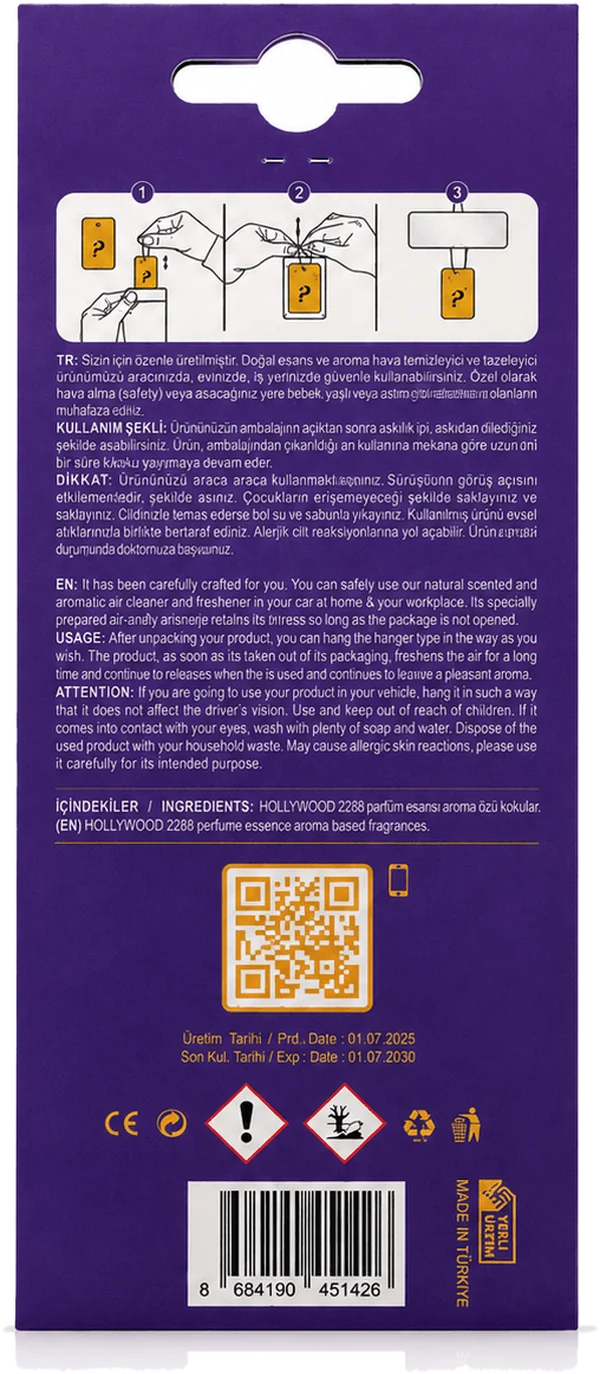 1 2 3
? ? ? ?
TR: Sizin için özenle üretilmiştir. Doğal esans ve aroma hava temizleyici ve tazeleyici
ürünümüzü aracınızda, evinizde, iş yerinizde güvenle kullanabilirsiniz. Özel olarak
hava alma (safety) veya asacağınız yere bebek, yaşlı veya astım olanların
muhafaza ediniz.
KULLANIM ŞEKLİ: Ürününüzün ambalajını açıktan sonra askılık ipi, askıdan dilediğiniz
şekilde asabilirsiniz. Ürün, ambalajından çıkarıldığı an kullanına mekana göre uzun
bir süre yayımaya devam eder.
DİKKAT: Ürününüzü araca araca Sürüşüonn görüş açısını
şekilde asınız. Çocukların erişemeyeceği şekilde saklayınız ve
saklayınız. Cildinizle temas ederse bol su ve sabunla yıkayınız. Kullanılmış ürünü evsel
atıklarınızla birlikte bertaraf ediniz. Alerjik cilt reaksiyonlarına yol açabilir. Ürün
durumunda doktornuza
EN: It has been carefully crafted for you. You can safely use our natural scented and
aromatic air cleaner and freshener in your car at home & your workplace. Its specially
prepared retains its so long as the package is not opened.
USAGE: After unpacking your product, you can hang the hanger type in the way as you
wish. The product, as soon as its taken out of its packaging, freshens the air for a long
time and continue to releases when the is used and continues to a pleasant aroma.
ATTENTION: If you are going to use your product in your vehicle, hang it in such a way
that it does not affect the driver's vision. Use and keep out of reach of children. If it
comes into contact with your eyes, wash with plenty of soap and water. Dispose of the
used product with your household waste. May cause allergic skin reactions, please use
it carefully for its intended purpose.
İÇİNDEKİLER / INGREDIENTS: HOLLYWOOD 2288 parfüm esansı aroma özü kokular.
(EN) HOLLYWOOD 2288 perfume essence aroma based fragrances.
Üretim Tarihi / Prd.. Date : 01.07.2025
Son Kul. Tarihi / Exp : Date : 01.07.2030
CE
YERLİ
ÜRETİM
MADE IN TÜRKİYE
8 684190 451426